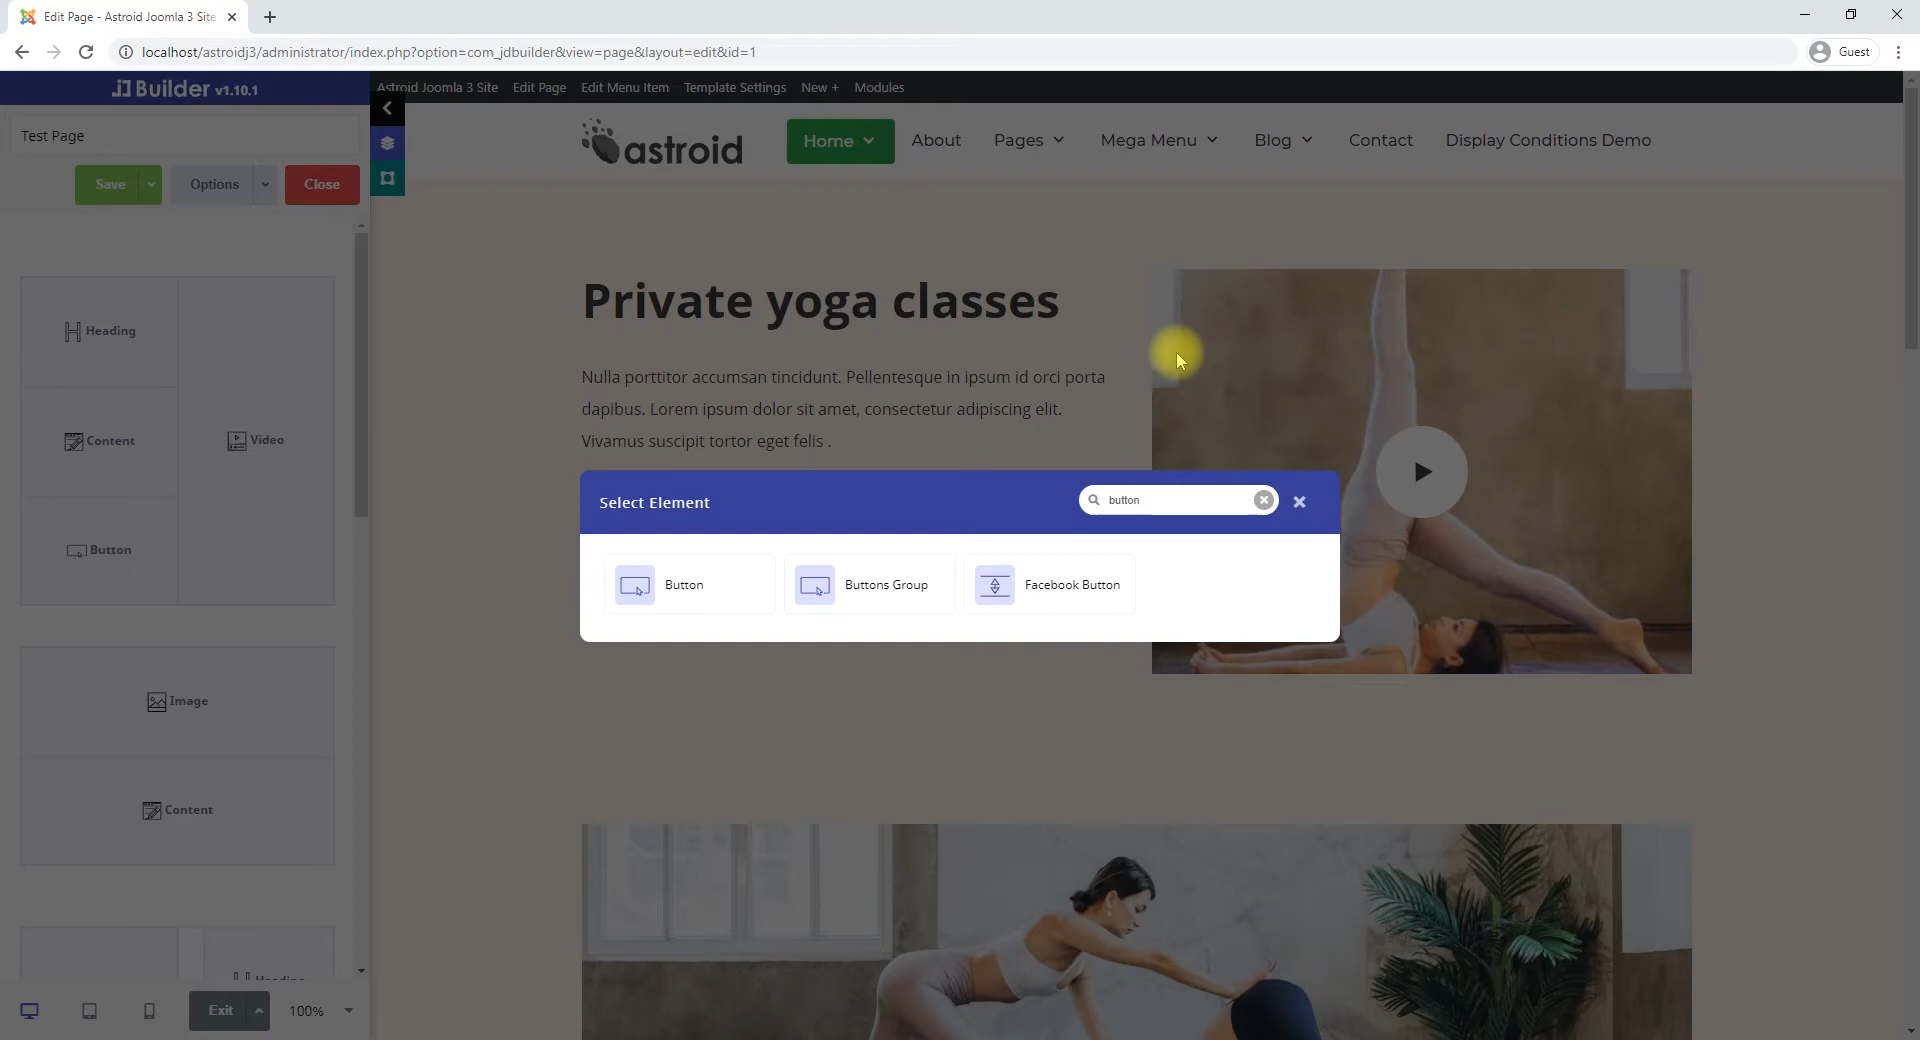 Edit Page - Astroid Joomla 3 Site
localhost/astroidj3/administrator/index.php?option=com_jdbuilder&view=page&layout=edit&id=1
Guest
Builder v1.10.1
Astroid Joomla 3 Site Edit Page Edit Menu Item Template Settings New + Modules
Test Page
Save Options Close
astroid
Home About Pages Mega Menu Blog Contact Display Conditions Demo
Heading
Content
Video
Button
Image
Content
Private yoga classes
Nulla porttitor accumsan tincidunt. Pellentesque in ipsum id orci porta
dapibus. Lorem ipsum dolor sit amet, consectetur adipiscing elit.
Vivamus suscipit tortor eget felis .
Select Element
button
Button
Buttons Group
Facebook Button
Exit
100%